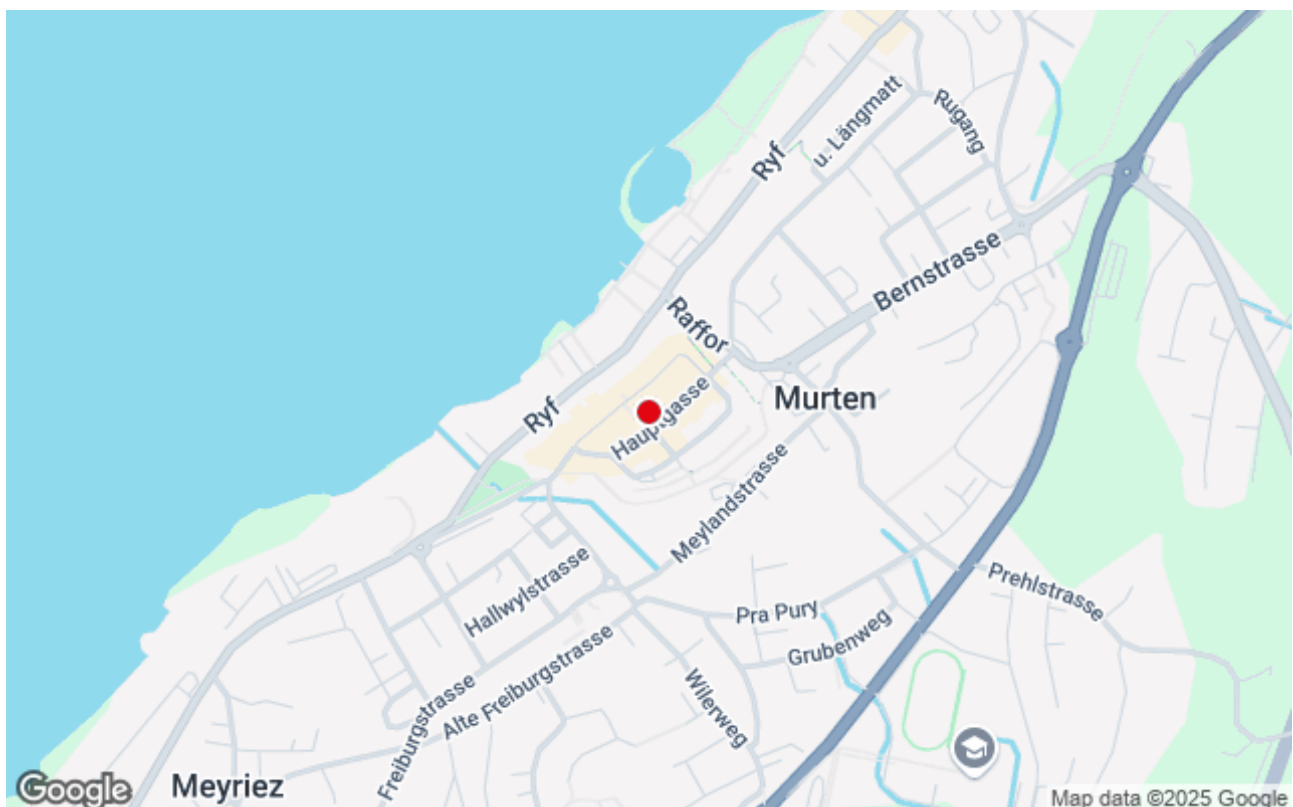 Rugang
u. Längmatt
Ryf
Bernstrasse
Raffor
Murten
Hauptgasse
Ryf
Meylandstrasse
Hallwylstrasse
Prehlstrasse
Pra Pury
Grubenweg
Alte Freiburgstrasse
Freiburgstrasse
Wilerweg
Meyriez
Google
Map data ©2025 Google